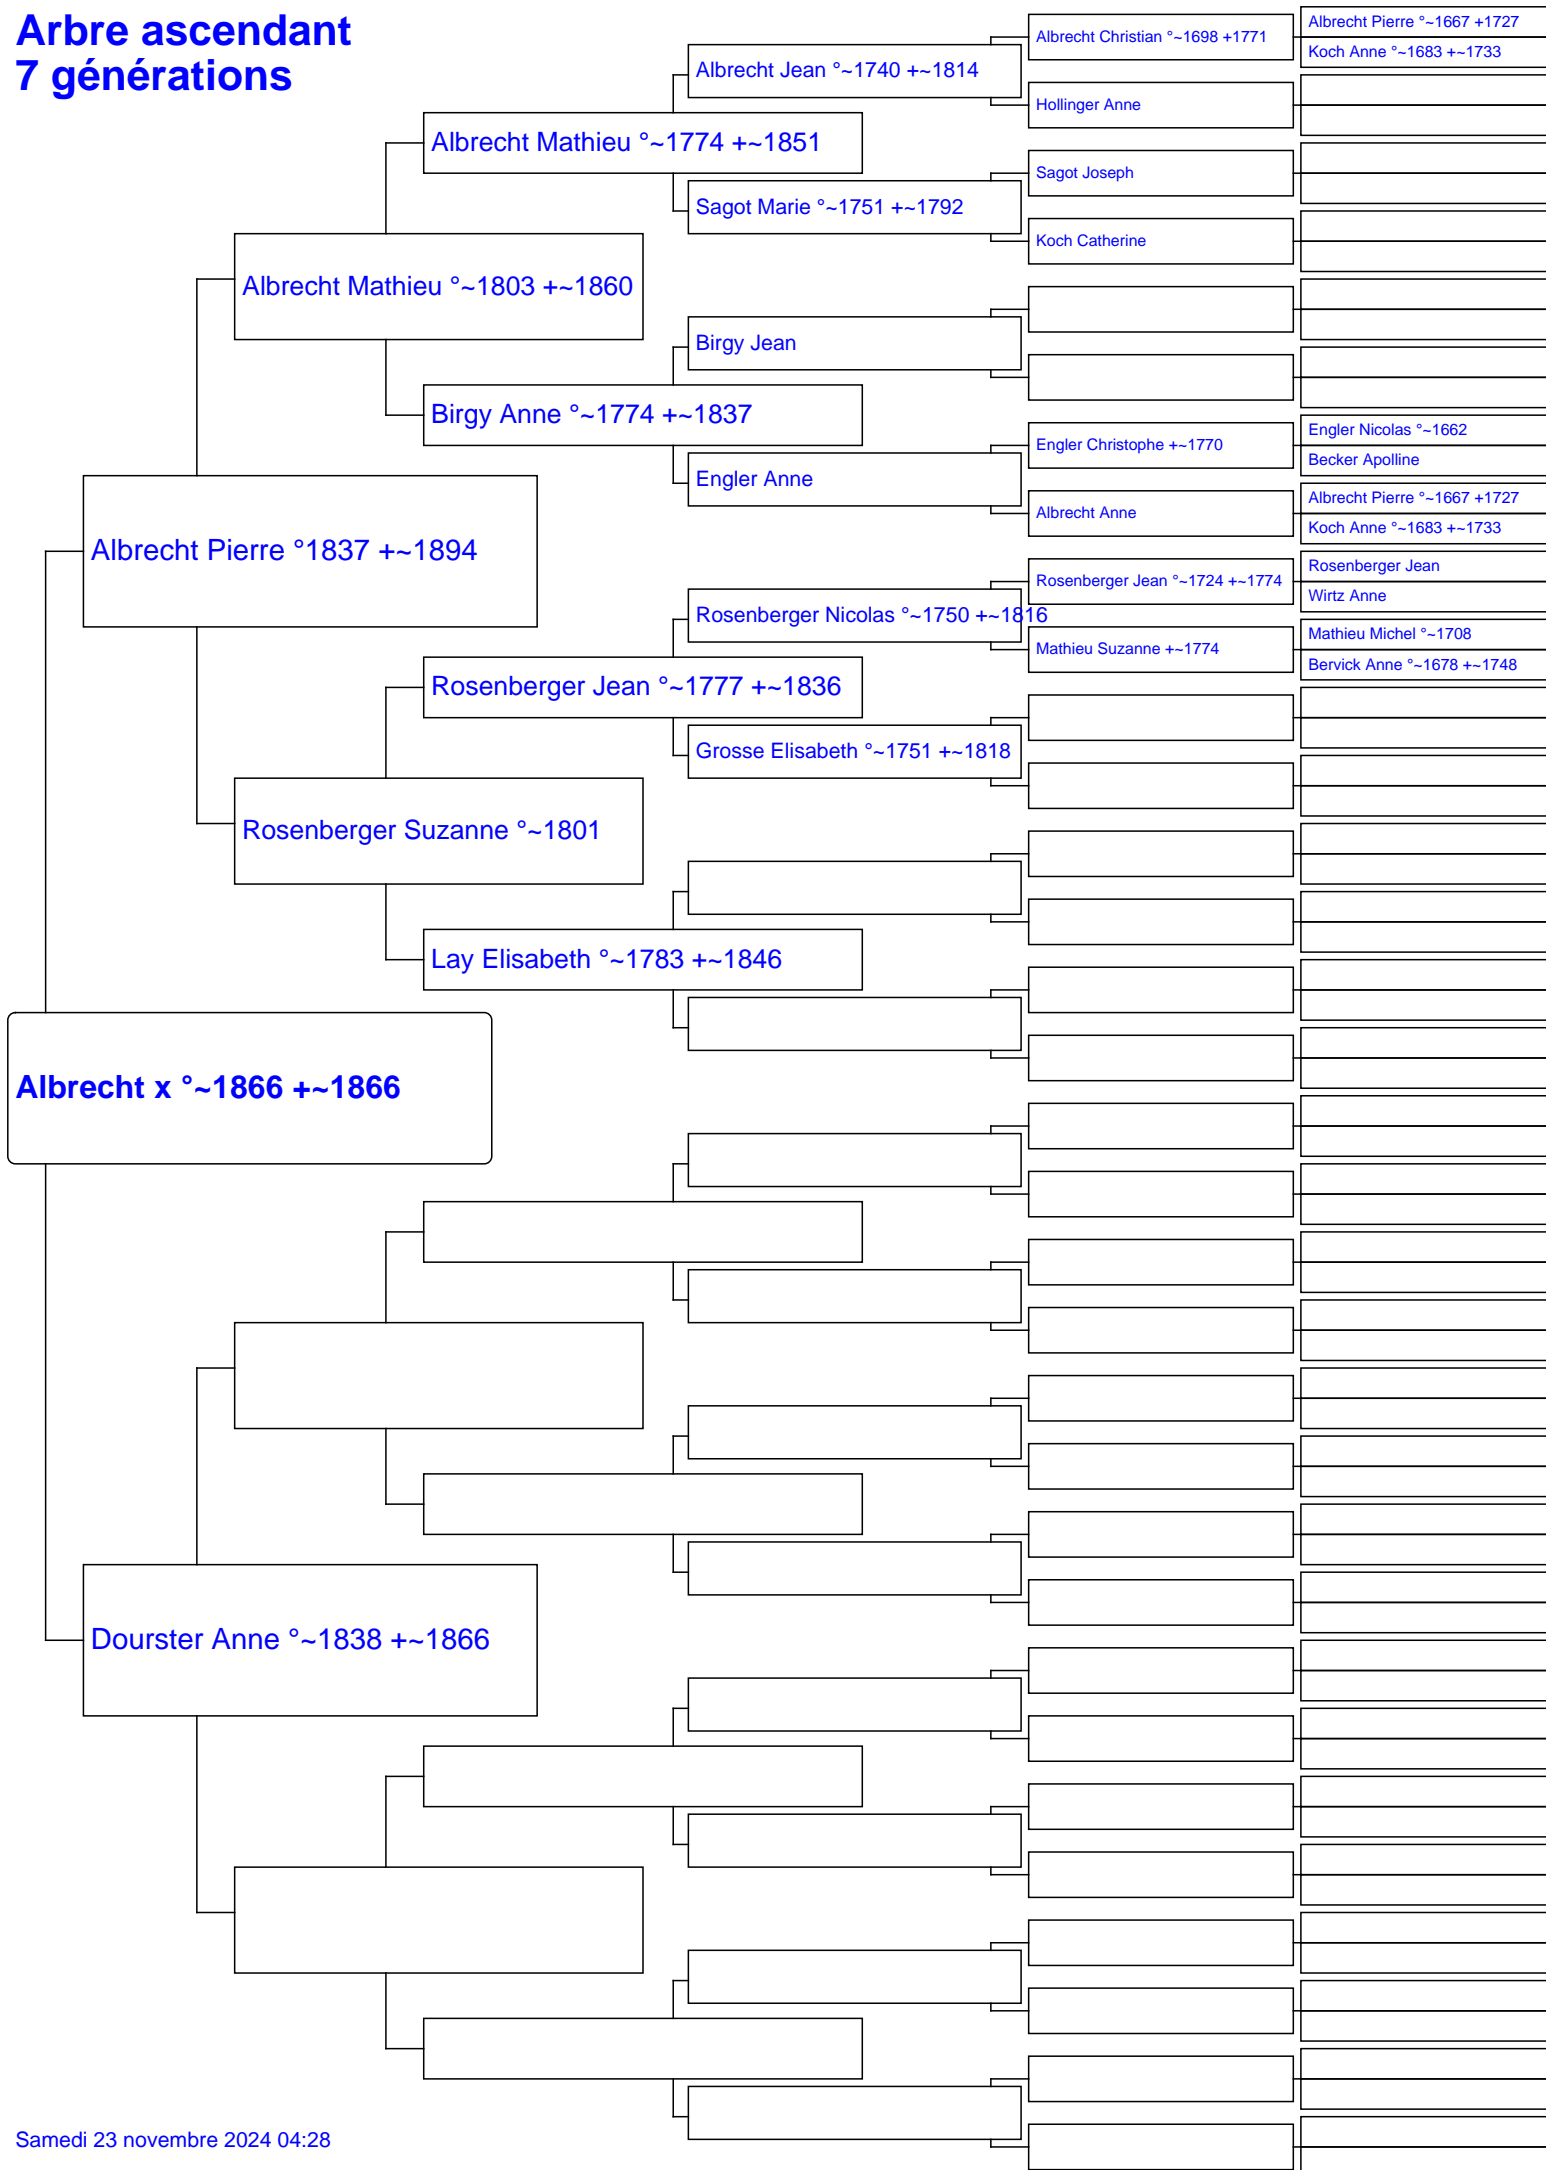 Arbre ascendant
7 générations
Albrecht x °~1866 +~1866
Albrecht Pierre °1837 +~1894
Dourster Anne °~1838 +~1866
Albrecht Mathieu °~1803 +~1860
Rosenberger Suzanne °~1801
Albrecht Mathieu °~1774 +~1851
Birgy Anne °~1774 +~1837
Rosenberger Jean °~1777 +~1836
Lay Elisabeth °~1783 +~1846
Albrecht Jean °~1740 +~1814
Sagot Marie °~1751 +~1792
Birgy Jean
Engler Anne
Rosenberger Nicolas °~1750 +~1816
Grosse Elisabeth °~1751 +~1818
Albrecht Christian °~1698 +1771
Hollinger Anne
Sagot Joseph
Koch Catherine
Engler Christophe +~1770
Albrecht Anne
Rosenberger Jean °~1724 +~1774
Mathieu Suzanne +~1774
Albrecht Pierre °~1667 +1727
Koch Anne °~1683 +~1733
Engler Nicolas °~1662
Becker Apolline
Albrecht Pierre °~1667 +1727
Koch Anne °~1683 +~1733
Rosenberger Jean
Wirtz Anne
Mathieu Michel °~1708
Bervick Anne °~1678 +~1748
Samedi 23 novembre 2024 04:28